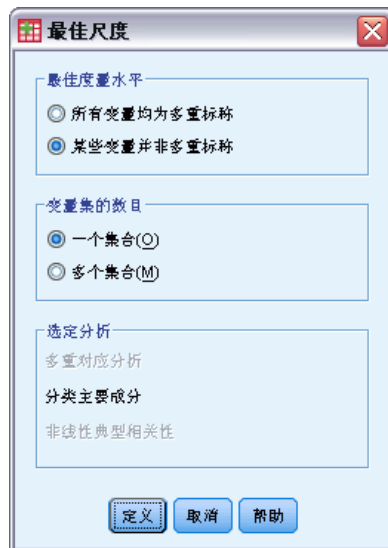 最佳尺度
最佳度量水平
所有变量均为多重标称
某些变量并非多重标称
变量集的数目
一个集合(O)
多个集合(M)
选定分析
多重对应分析
分类主要成分
非线性典型相关性
定义 取消 帮助